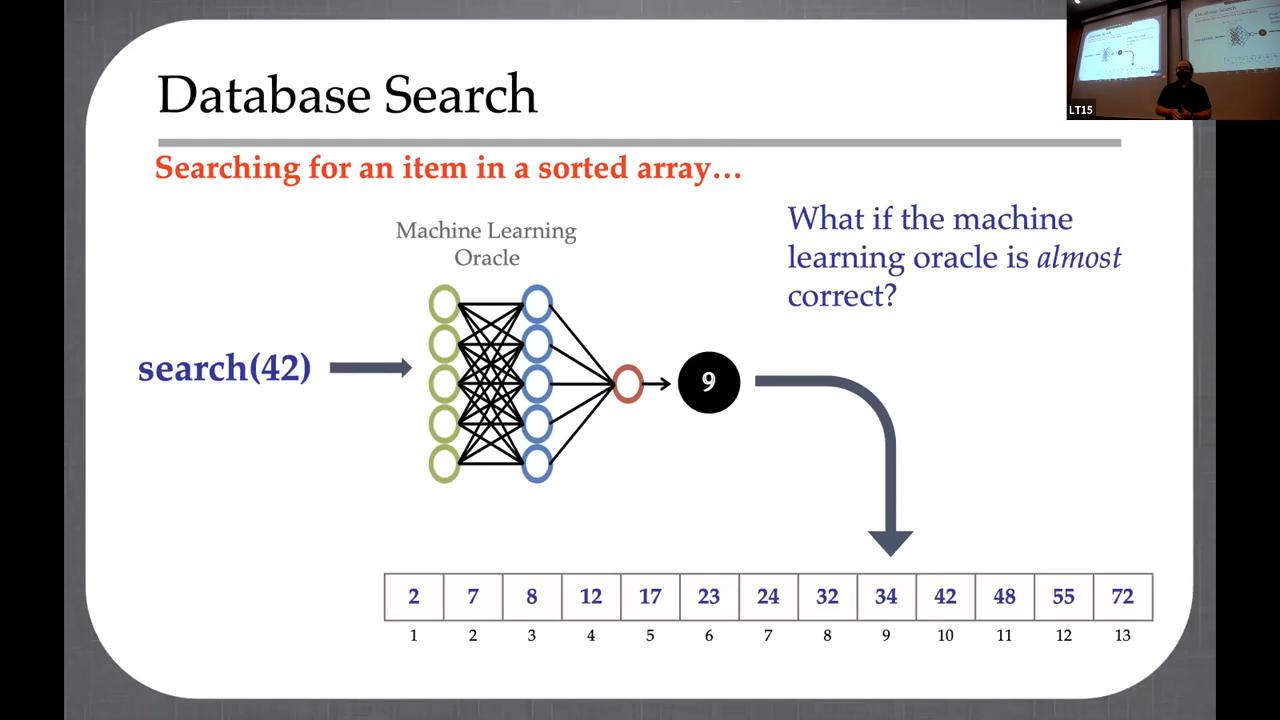 Database Search
Searching for an item in a sorted array…
Machine Learning
Oracle
What if the machine
learning oracle is almost
correct?
search(42)
9
2 7 8 12 17 23 24 32 34 42 48 55 72
1 2 3 4 5 6 7 8 9 10 11 12 13
LT15